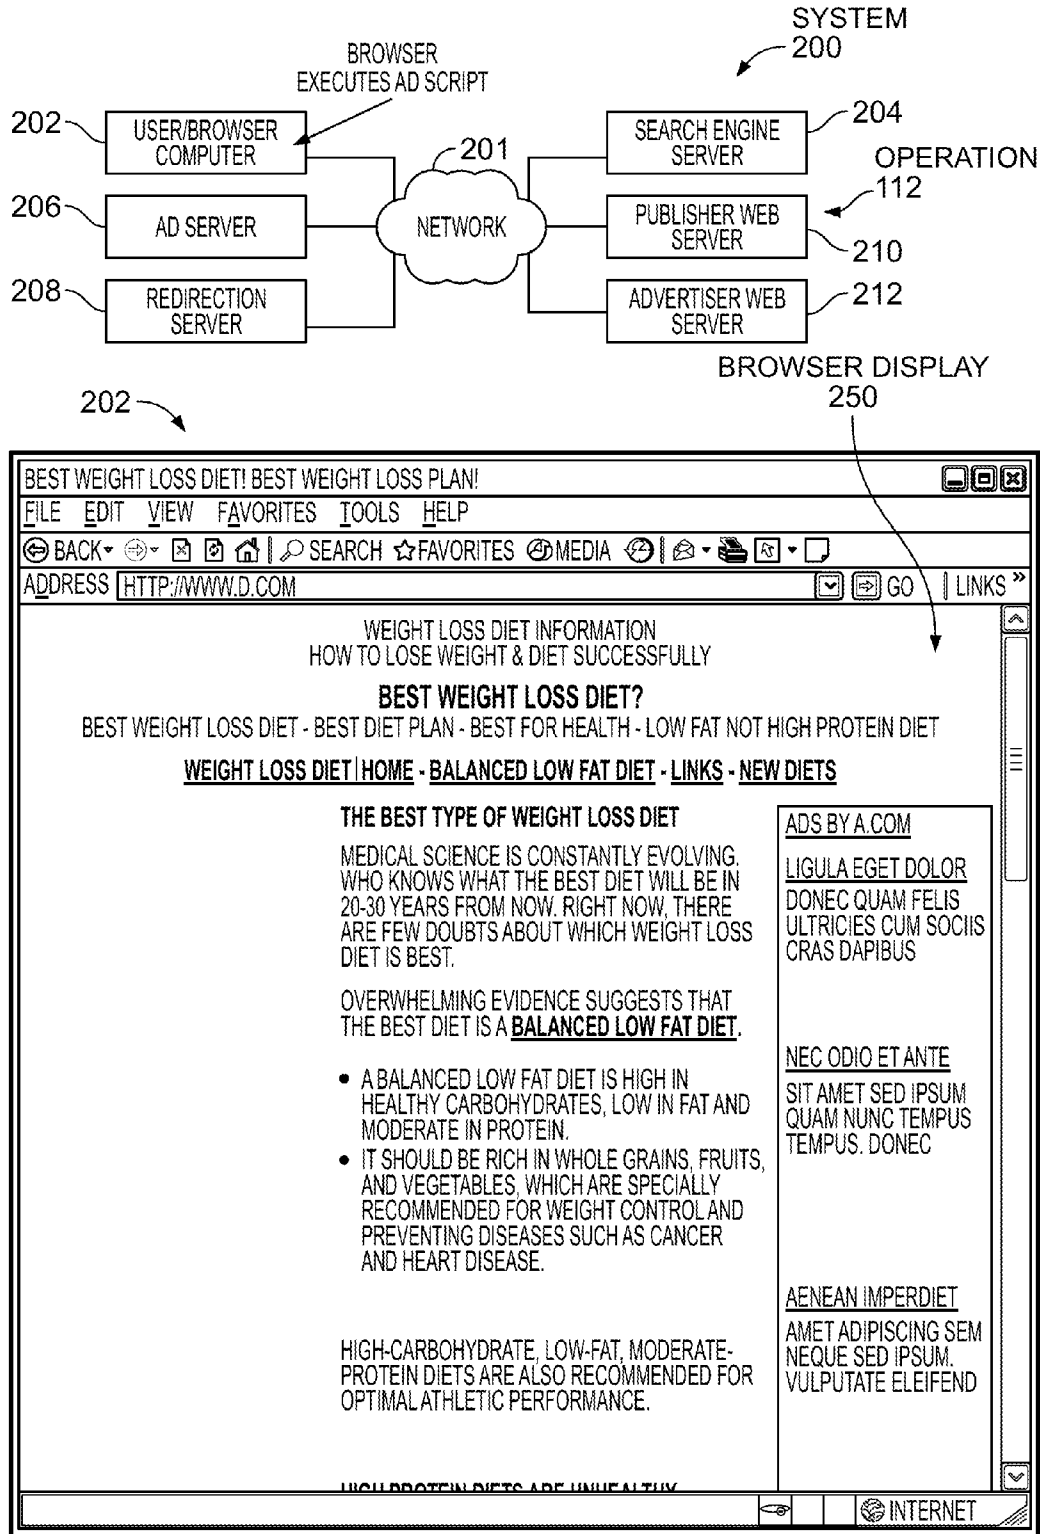 SYSTEM
200
BROWSER
EXECUTES AD SCRIPT
202
USER/BROWSER
COMPUTER
206
AD SERVER
208
REDIRECTION
SERVER
201
NETWORK
SEARCH ENGINE
SERVER
204
OPERATION
112
PUBLISHER WEB
SERVER
210
ADVERTISER WEB
SERVER
212
BROWSER DISPLAY
250
202
BEST WEIGHT LOSS DIET! BEST WEIGHT LOSS PLAN!
FILE EDIT VIEW FAVORITES TOOLS HELP
BACK SEARCH FAVORITES MEDIA
ADDRESS HTTP://WWW.D.COM GO LINKS »
WEIGHT LOSS DIET INFORMATION
HOW TO LOSE WEIGHT & DIET SUCCESSFULLY
BEST WEIGHT LOSS DIET?
BEST WEIGHT LOSS DIET - BEST DIET PLAN - BEST FOR HEALTH - LOW FAT NOT HIGH PROTEIN DIET
WEIGHT LOSS DIET|HOME - BALANCED LOW FAT DIET - LINKS - NEW DIETS
THE BEST TYPE OF WEIGHT LOSS DIET
MEDICAL SCIENCE IS CONSTANTLY EVOLVING.
WHO KNOWS WHAT THE BEST DIET WILL BE IN
20-30 YEARS FROM NOW. RIGHT NOW, THERE
ARE FEW DOUBTS ABOUT WHICH WEIGHT LOSS
DIET IS BEST.
OVERWHELMING EVIDENCE SUGGESTS THAT
THE BEST DIET IS A BALANCED LOW FAT DIET.
• A BALANCED LOW FAT DIET IS HIGH IN
HEALTHY CARBOHYDRATES, LOW IN FAT AND
MODERATE IN PROTEIN.
• IT SHOULD BE RICH IN WHOLE GRAINS, FRUITS,
AND VEGETABLES, WHICH ARE SPECIALLY
RECOMMENDED FOR WEIGHT CONTROL AND
PREVENTING DISEASES SUCH AS CANCER
AND HEART DISEASE.
HIGH-CARBOHYDRATE, LOW-FAT, MODERATE-
PROTEIN DIETS ARE ALSO RECOMMENDED FOR
OPTIMAL ATHLETIC PERFORMANCE.
HIGH PROTEIN DIETS ARE UNHEALTHY
ADS BY A.COM
LIGULA EGET DOLOR
DONEC QUAM FELIS
ULTRICIES CUM SOCIIS
CRAS DAPIBUS
NEC ODIO ET ANTE
SIT AMET SED IPSUM
QUAM NUNC TEMPUS
TEMPUS. DONEC
AENEAN IMPERDIET
AMET ADIPISCING SEM
NEQUE SED IPSUM.
VULPUTATE ELEIFEND
INTERNET